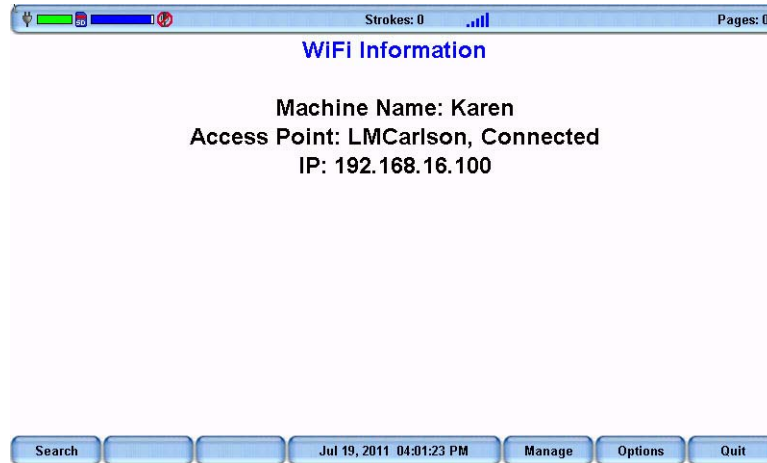 SD Strokes: 0 Pages: 0
WiFi Information
Machine Name: Karen
Access Point: LMCarlson, Connected
IP: 192.168.16.100
Search Jul 19, 2011 04:01:23 PM Manage Options Quit